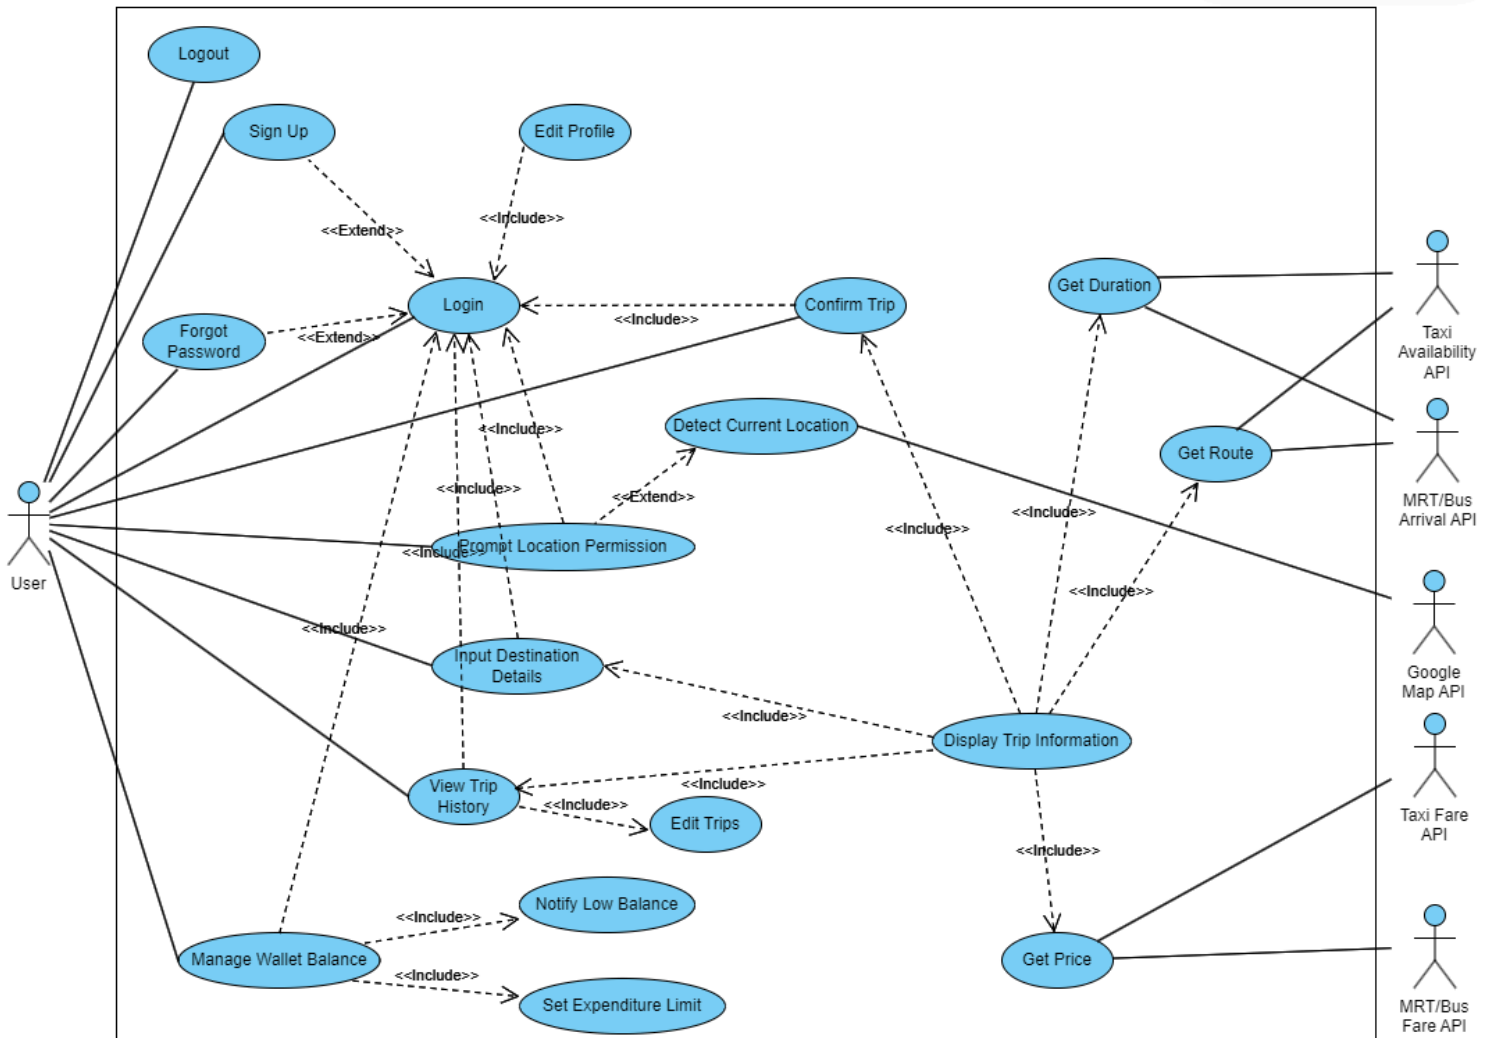 Logout
Sign Up
Edit Profile
<<Include>>
<<Extend>>
Login
Confirm Trip
Get Duration
<<Include>>
Forgot
Password
<<Extend>>
Taxi
Availability
API
Detect Current Location
<<Include>>
Get Route
<<Include>>
<<Extend>>
MRT/Bus
Arrival API
<<Include>>
<<Include>>
Prompt Location Permission
<<Include>>
User
<<Include>>
<<Include>>
Input Destination
Details
Google
Map API
<<Include>>
Display Trip Information
View Trip
History
<<Include>>
<<Include>>
Edit Trips
Taxi Fare
API
<<Include>>
Notify Low Balance
<<Include>>
Manage Wallet Balance
Get Price
<<Include>>
Set Expenditure Limit
MRT/Bus
Fare API